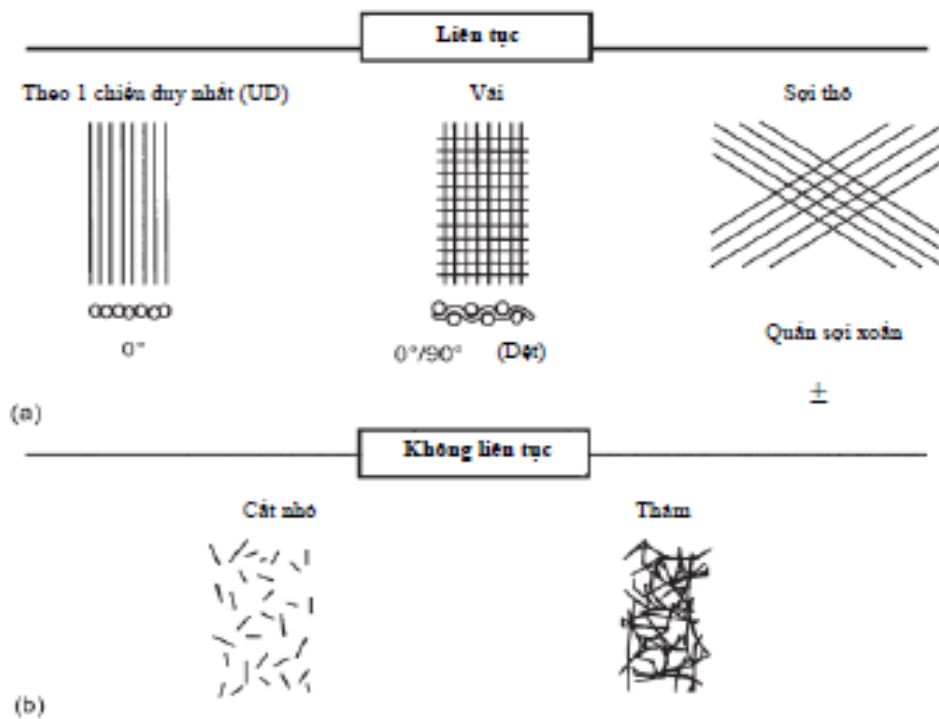 Liên tục
Theo 1 chiều duy nhất (UD)
Vải
Sợi thô
0°
0°/90°
(Dệt)
Quấn sợi xoắn
±
(a)
Không liên tục
Cắt nhỏ
Thảm
(b)